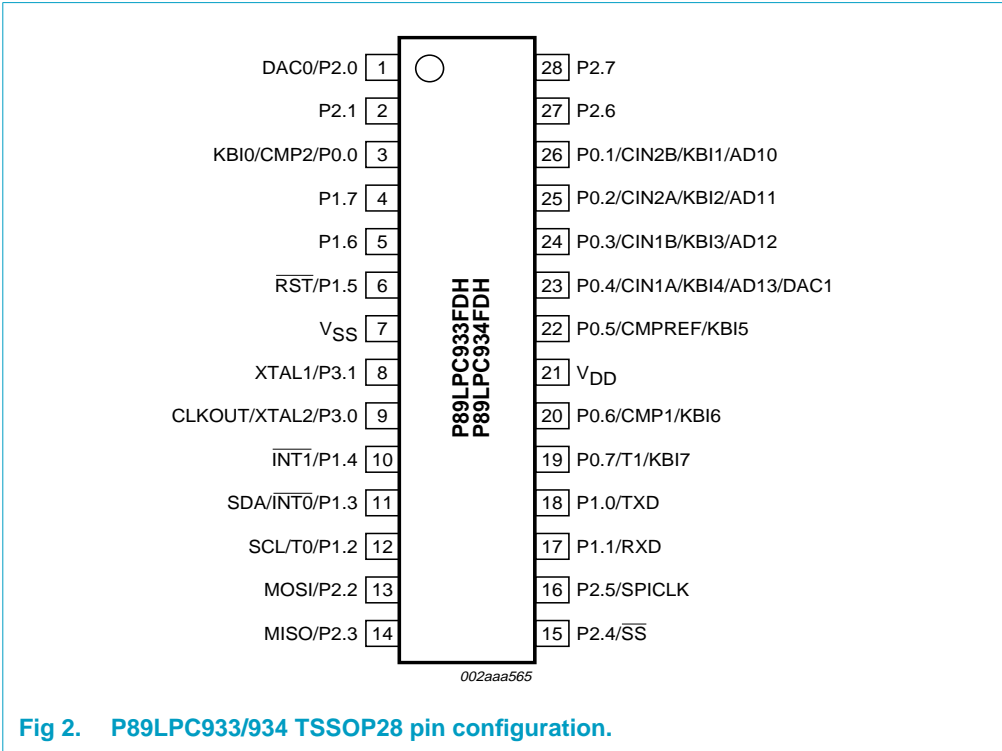 DAC0/P2.0 1 28 P2.7
P2.1 2 27 P2.6
KBI0/CMP2/P0.0 3 26 P0.1/CIN2B/KBI1/AD10
P1.7 4 25 P0.2/CIN2A/KBI2/AD11
P1.6 5 24 P0.3/CIN1B/KBI3/AD12
R̅S̅T̅/P1.5 6 23 P0.4/CIN1A/KBI4/AD13/DAC1
VSS 7 22 P0.5/CMPREF/KBI5
XTAL1/P3.1 8 21 VDD
CLKOUT/XTAL2/P3.0 9 20 P0.6/CMP1/KBI6
I̅N̅T̅1̅/P1.4 10 19 P0.7/T1/KBI7
SDA/I̅N̅T̅0̅/P1.3 11 18 P1.0/TXD
SCL/T0/P1.2 12 17 P1.1/RXD
MOSI/P2.2 13 16 P2.5/SPICLK
MISO/P2.3 14 15 P2.4/S̅S̅
P89LPC933FDH
P89LPC934FDH
002aaa565
Fig 2. P89LPC933/934 TSSOP28 pin configuration.